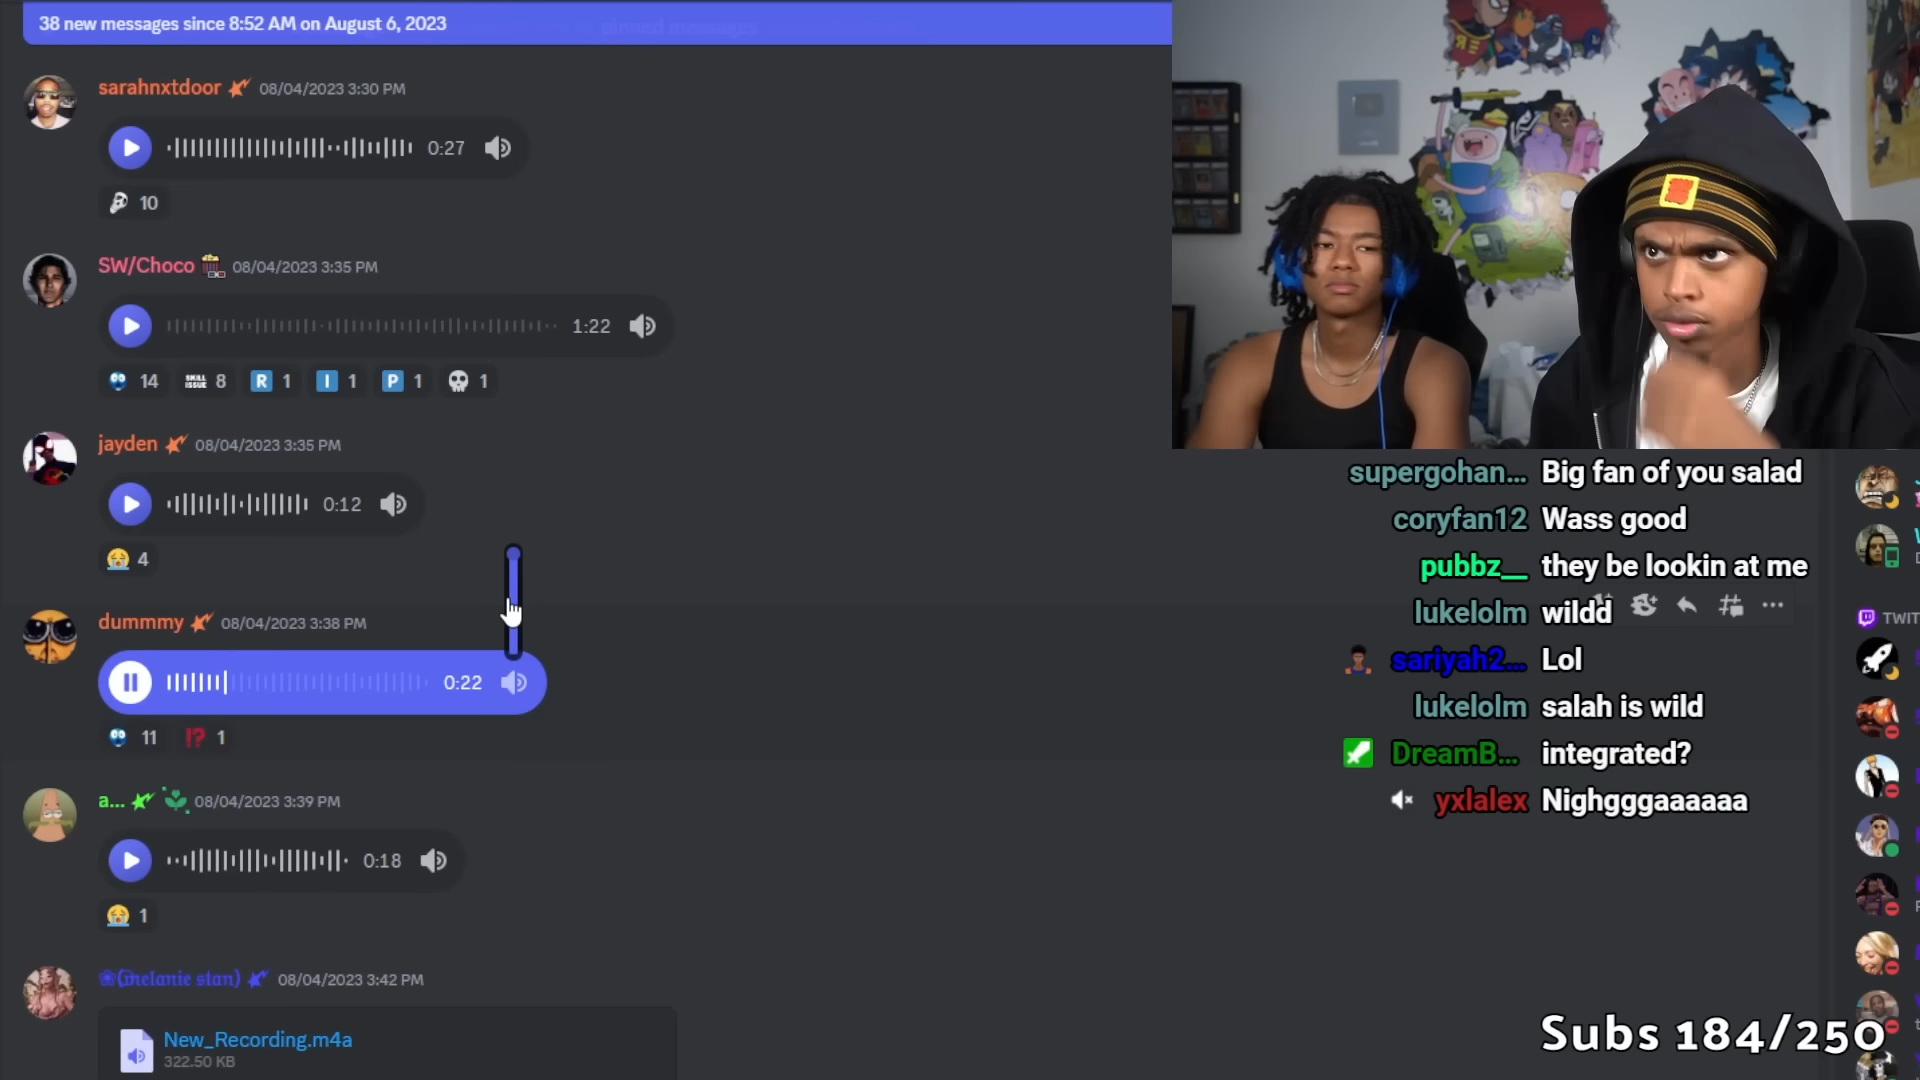 38 new messages since 8:52 AM on August 6, 2023
sarahnxtdoor 08/04/2023 3:30 PM
0:27
10
SW/Choco 08/04/2023 3:35 PM
1:22
14 SKILL ISSUE 8 R 1 I 1 P 1 1
jayden 08/04/2023 3:35 PM
0:12
4
dummmy 08/04/2023 3:38 PM
0:22
11 !? 1
a... 08/04/2023 3:39 PM
0:18
1
(melanie stan) 08/04/2023 3:42 PM
New_Recording.m4a
322.50 KB
supergohan... Big fan of you salad
coryfan12 Wass good
pubbz__ they be lookin at me
lukelolm wildd
sariyah2... Lol
lukelolm salah is wild
DreamB... integrated?
yxlalex Nighgggaaaaaa
TWIT
Subs 184/250